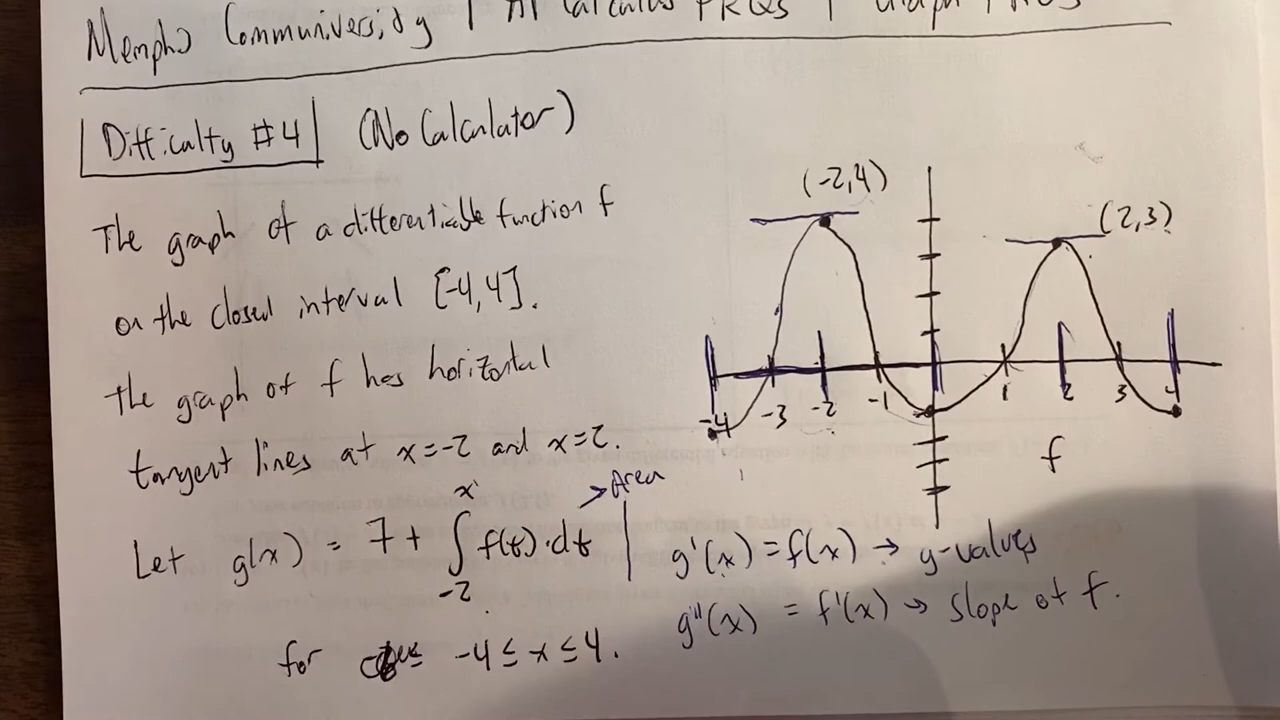 Mempho Communiversidy | AP Calculus FRQs | Graph FRQs
Difficulty #4 (No Calculator)
The graph of a differentiable function f
on the closed interval [-4,4].
the graph of f has horizontal
tangent lines at x=-2 and x=2.
Let g(x) = 7 + ∫_{-2}^{x} f(t)·dt → Area
for -4 ≤ x ≤ 4.
(-2,4)
(2,3)
-4 -3 -2 -1 1 2 3 4
f
g'(x) = f(x) → y-values
g''(x) = f'(x) → slope of f.